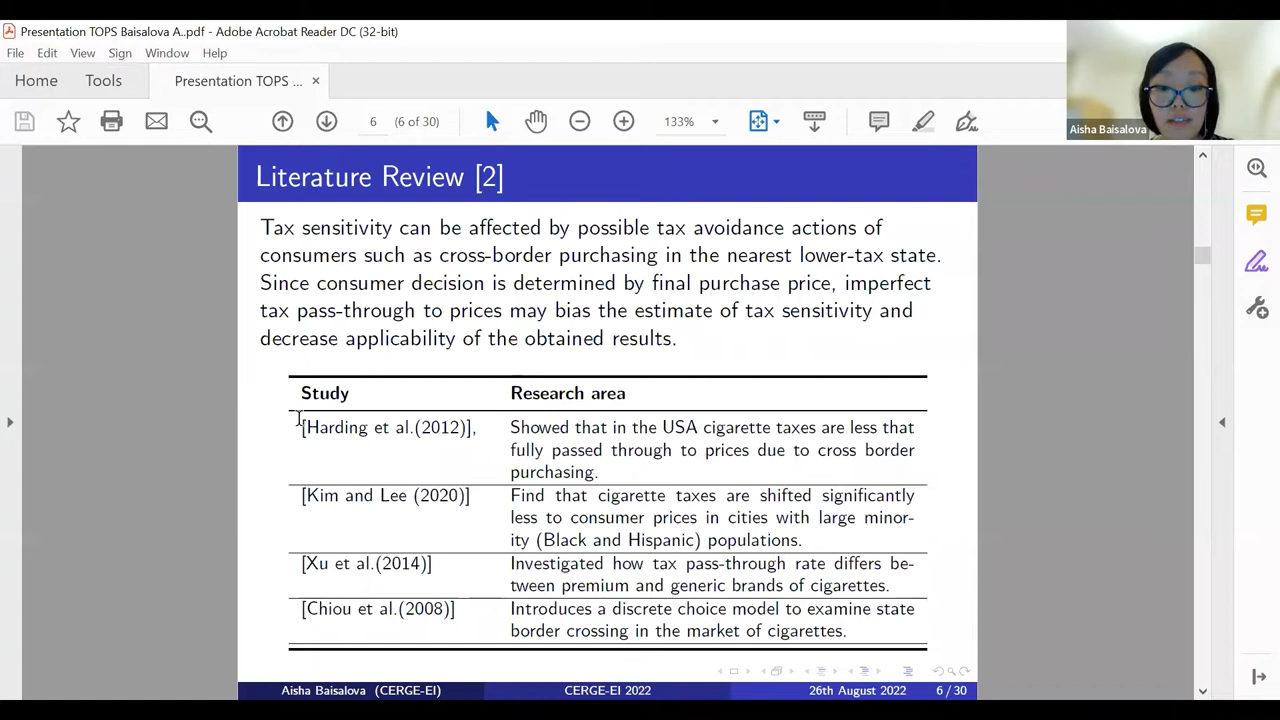 Presentation TOPS Baisalova A..pdf - Adobe Acrobat Reader DC (32-bit)
File Edit View Sign Window Help
Home Tools Presentation TOPS ... ×
6 (6 of 30) 133%
Aisha Baisalova
Literature Review [2]
Tax sensitivity can be affected by possible tax avoidance actions of
consumers such as cross-border purchasing in the nearest lower-tax state.
Since consumer decision is determined by final purchase price, imperfect
tax pass-through to prices may bias the estimate of tax sensitivity and
decrease applicability of the obtained results.
Study Research area
[Harding et al.(2012)], Showed that in the USA cigarette taxes are less that
fully passed through to prices due to cross border
purchasing.
[Kim and Lee (2020)] Find that cigarette taxes are shifted significantly
less to consumer prices in cities with large minor-
ity (Black and Hispanic) populations.
[Xu et al.(2014)] Investigated how tax pass-through rate differs be-
tween premium and generic brands of cigarettes.
[Chiou et al.(2008)] Introduces a discrete choice model to examine state
border crossing in the market of cigarettes.
Aisha Baisalova (CERGE-EI) CERGE-EI 2022 26th August 2022 6 / 30